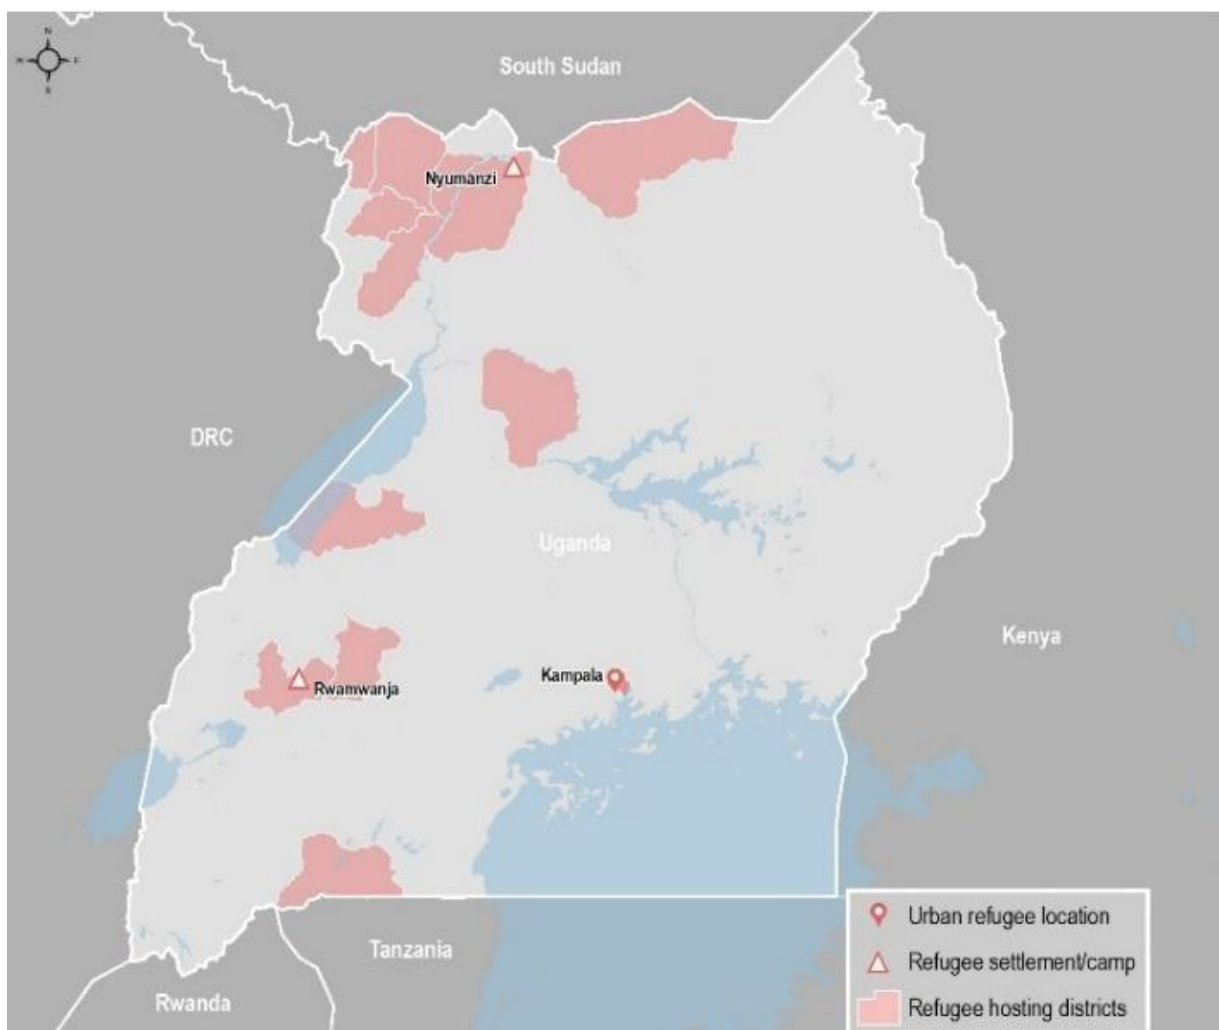 N
South Sudan
Nyumanzi
DRC
Uganda
Kenya
Kampala
Rwamwanja
Tanzania
Rwanda
Urban refugee location
Refugee settlement/camp
Refugee hosting districts